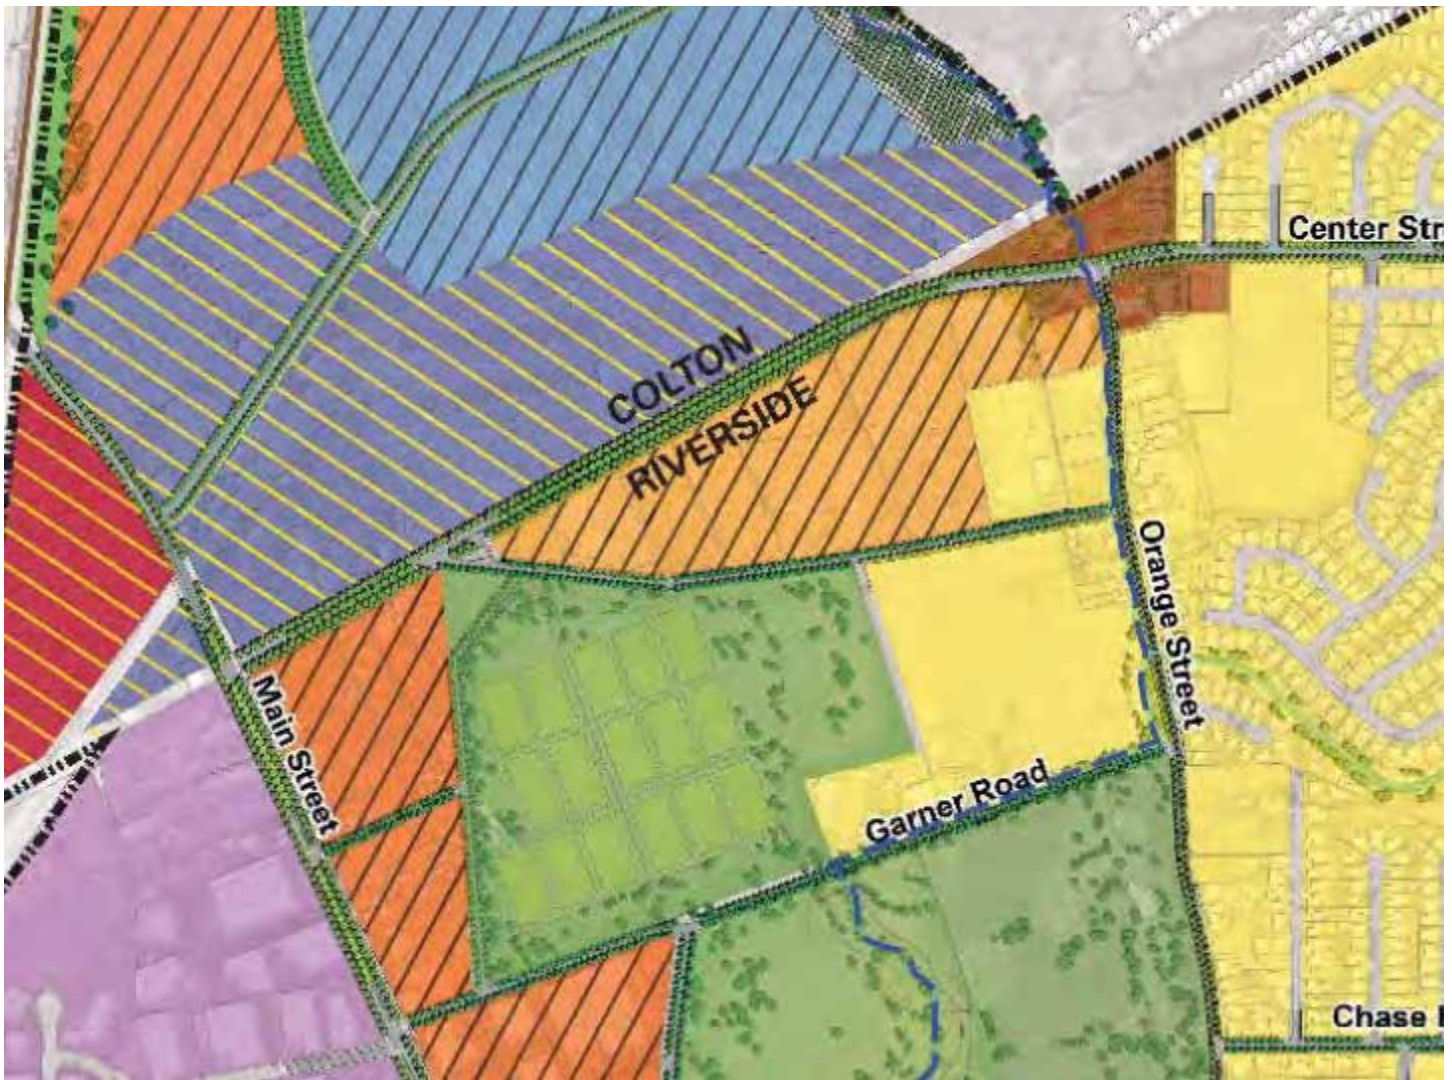 Center Str
COLTON
RIVERSIDE
Orange Street
Main Street
Garner Road
Chase